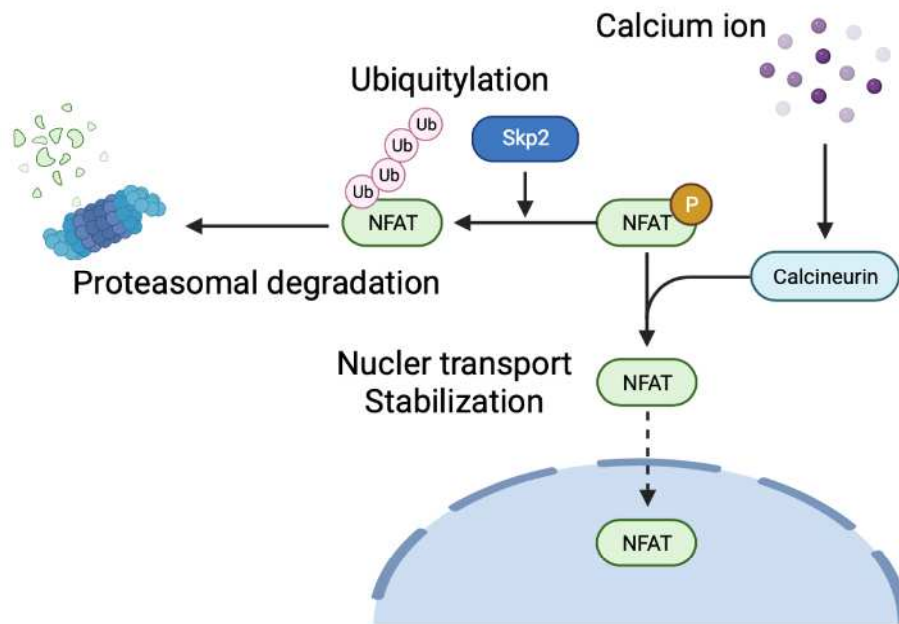 Calcium ion
Ubiquitylation
Ub
Ub
Ub
Ub
Skp2
NFAT
NFAT
P
Proteasomal degradation
Calcineurin
Nucler transport
Stabilization
NFAT
NFAT